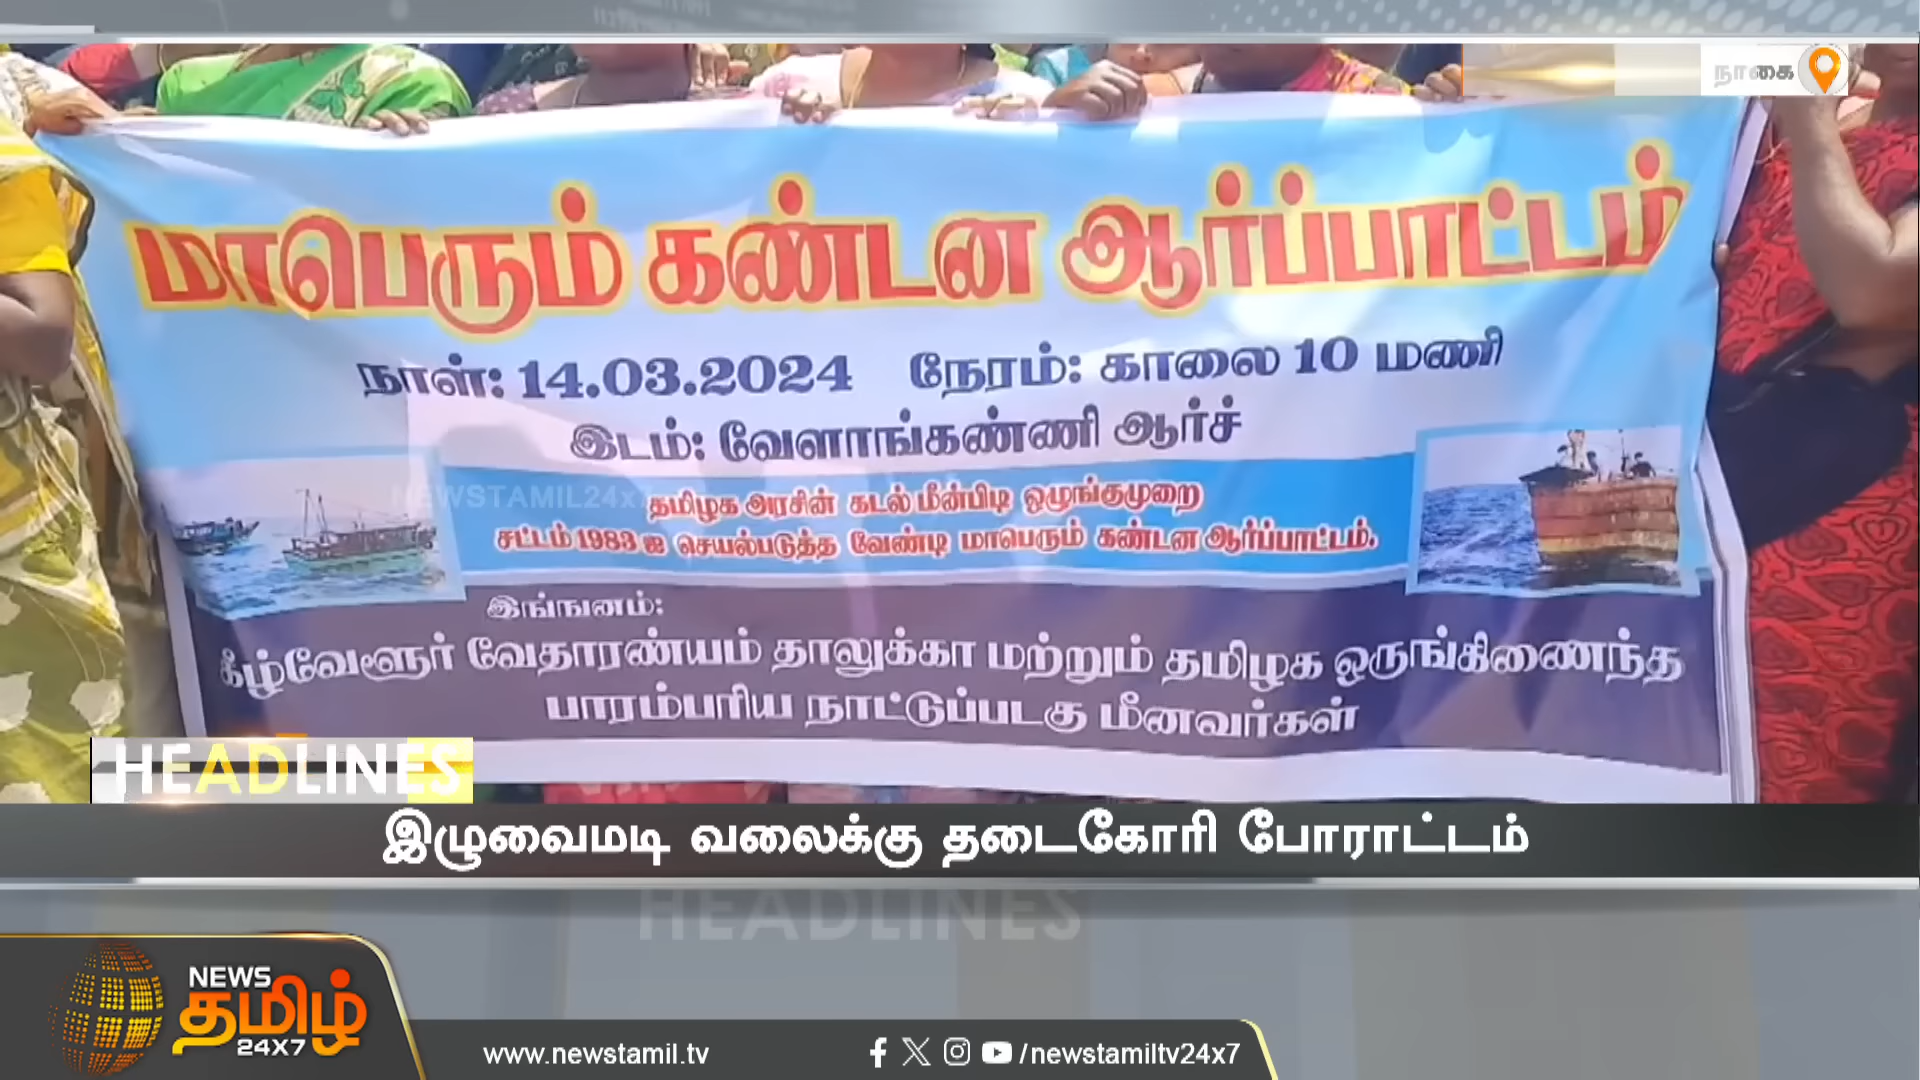 நாகை
மாபெரும் கண்டன ஆர்ப்பாட்டம்
நாள்: 14.03.2024 நேரம்: காலை 10 மணி
இடம்: வேளாங்கண்ணி ஆர்ச்
NEWSTAMIL24x7
தமிழக அரசின் கடல் மீன்பிடி ஒழுங்குமுறை
சட்டம் 1983 ஐ செயல்படுத்த வேண்டி மாபெரும் கண்டன ஆர்ப்பாட்டம்.
இங்ஙனம்:
கீழ்வேளூர் வேதாரண்யம் தாலுக்கா மற்றும் தமிழக ஒருங்கிணைந்த
பாரம்பரிய நாட்டுப்படகு மீனவர்கள்
HEADLINES
இழுவைமடி வலைக்கு தடைகோரி போராட்டம்
HEADLINES
NEWS
தமிழ்
24X7
www.newstamil.tv
/newstamiltv24x7